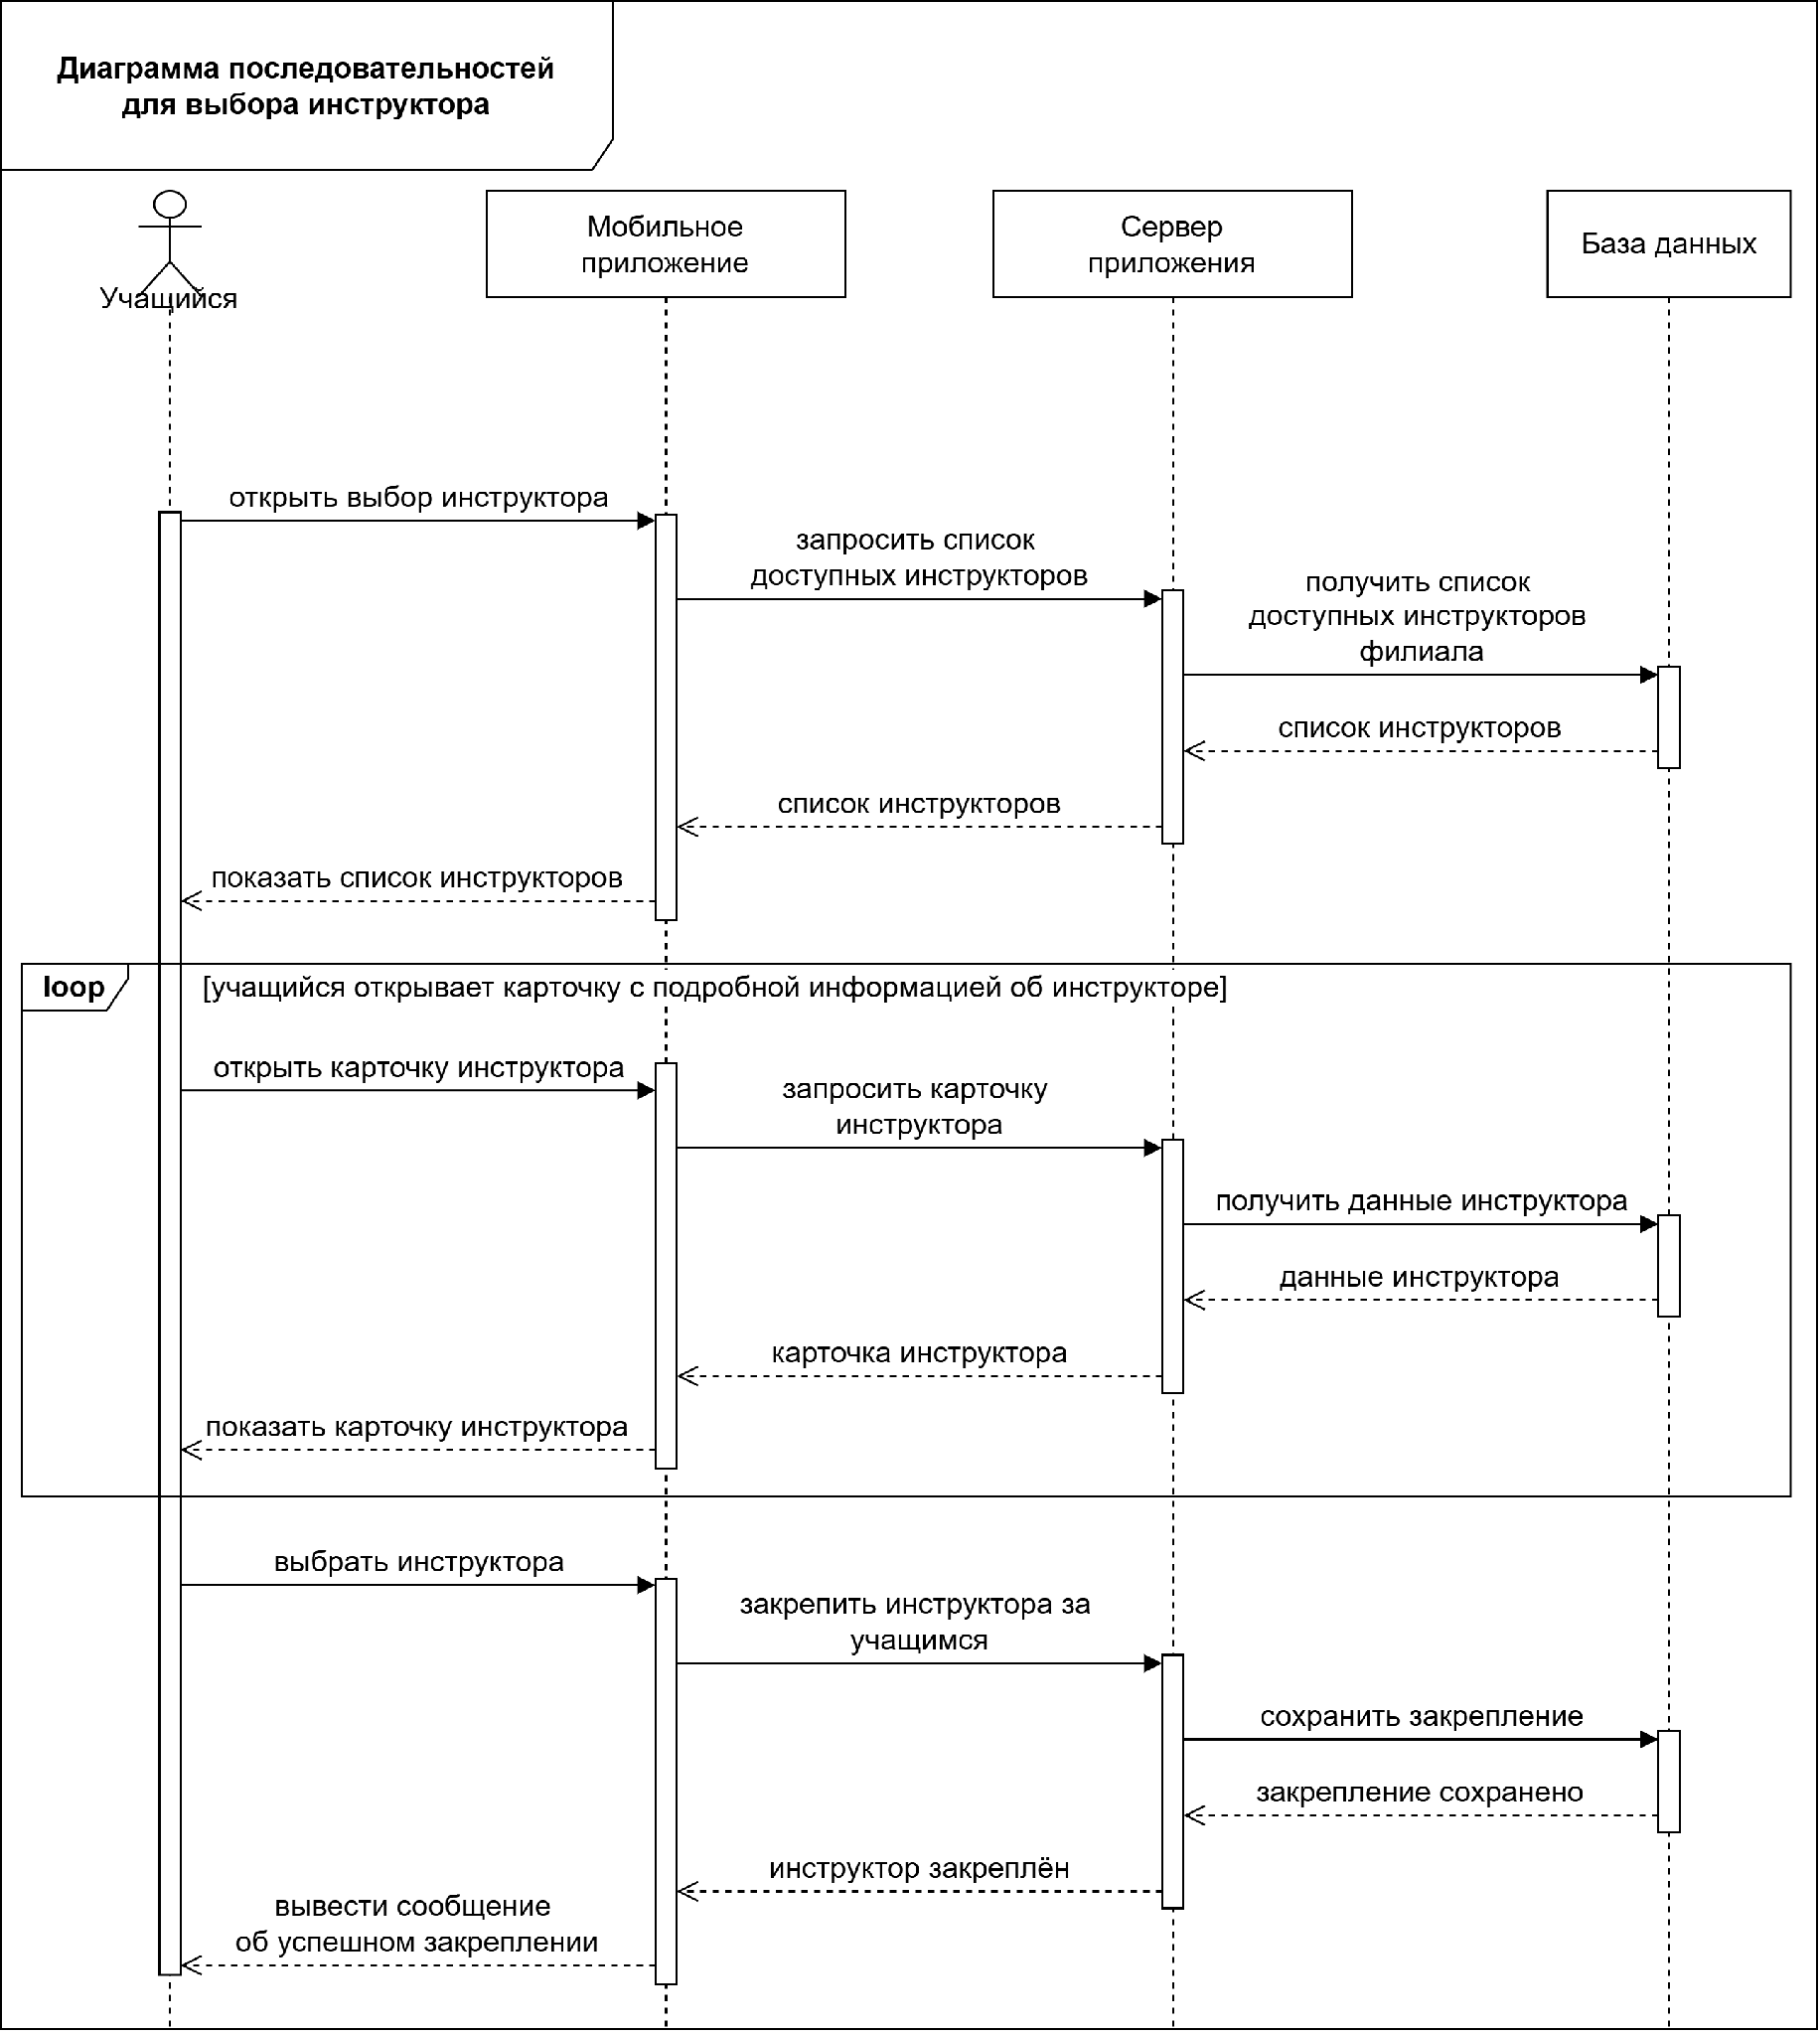 Диаграмма последовательностей
для выбора инструктора
Учащийся
Мобильное
приложение
Сервер
приложения
База данных
открыть выбор инструктора
запросить список
доступных инструкторов
получить список
доступных инструкторов
филиала
список инструкторов
список инструкторов
показать список инструкторов
loop
[учащийся открывает карточку с подробной информацией об инструкторе]
открыть карточку инструктора
запросить карточку
инструктора
получить данные инструктора
данные инструктора
карточка инструктора
показать карточку инструктора
выбрать инструктора
закрепить инструктора за
учащимся
сохранить закрепление
закрепление сохранено
инструктор закреплён
вывести сообщение
об успешном закреплении